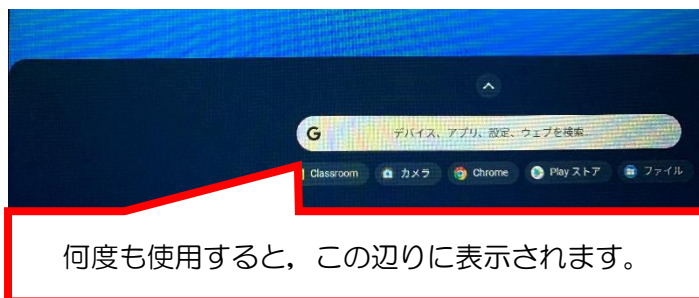 G デバイス、アプリ、設定、ウェブを検索
Classroom カメラ Chrome Play ストア ファイル
何度も使用すると，この辺りに表示されます。